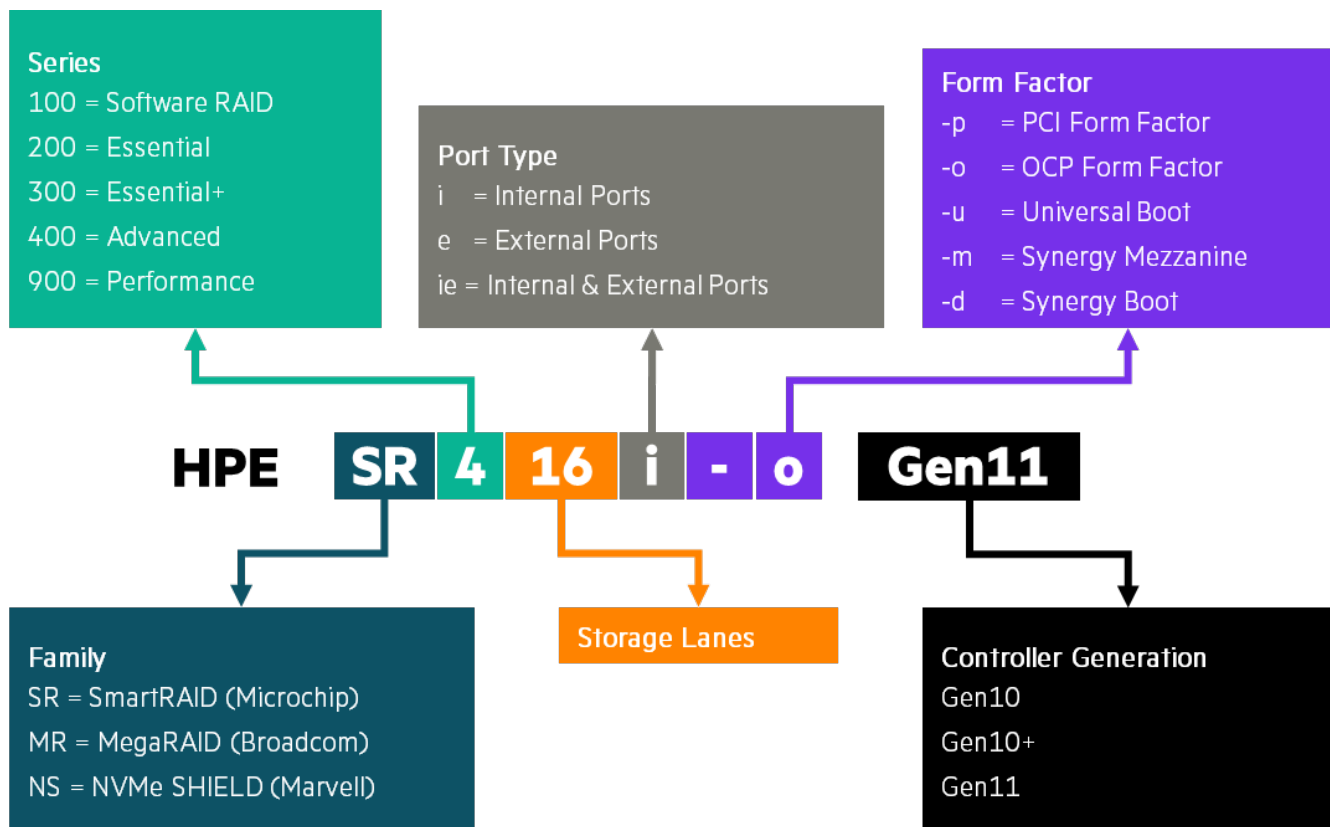 Series
100 = Software RAID
200 = Essential
300 = Essential+
400 = Advanced
900 = Performance
Port Type
i = Internal Ports
e = External Ports
ie = Internal & External Ports
Form Factor
-p = PCI Form Factor
-o = OCP Form Factor
-u = Universal Boot
-m = Synergy Mezzanine
-d = Synergy Boot
HPE SR 4 16 i - o Gen11
Family
SR = SmartRAID (Microchip)
MR = MegaRAID (Broadcom)
NS = NVMe SHIELD (Marvell)
Storage Lanes
Controller Generation
Gen10
Gen10+
Gen11